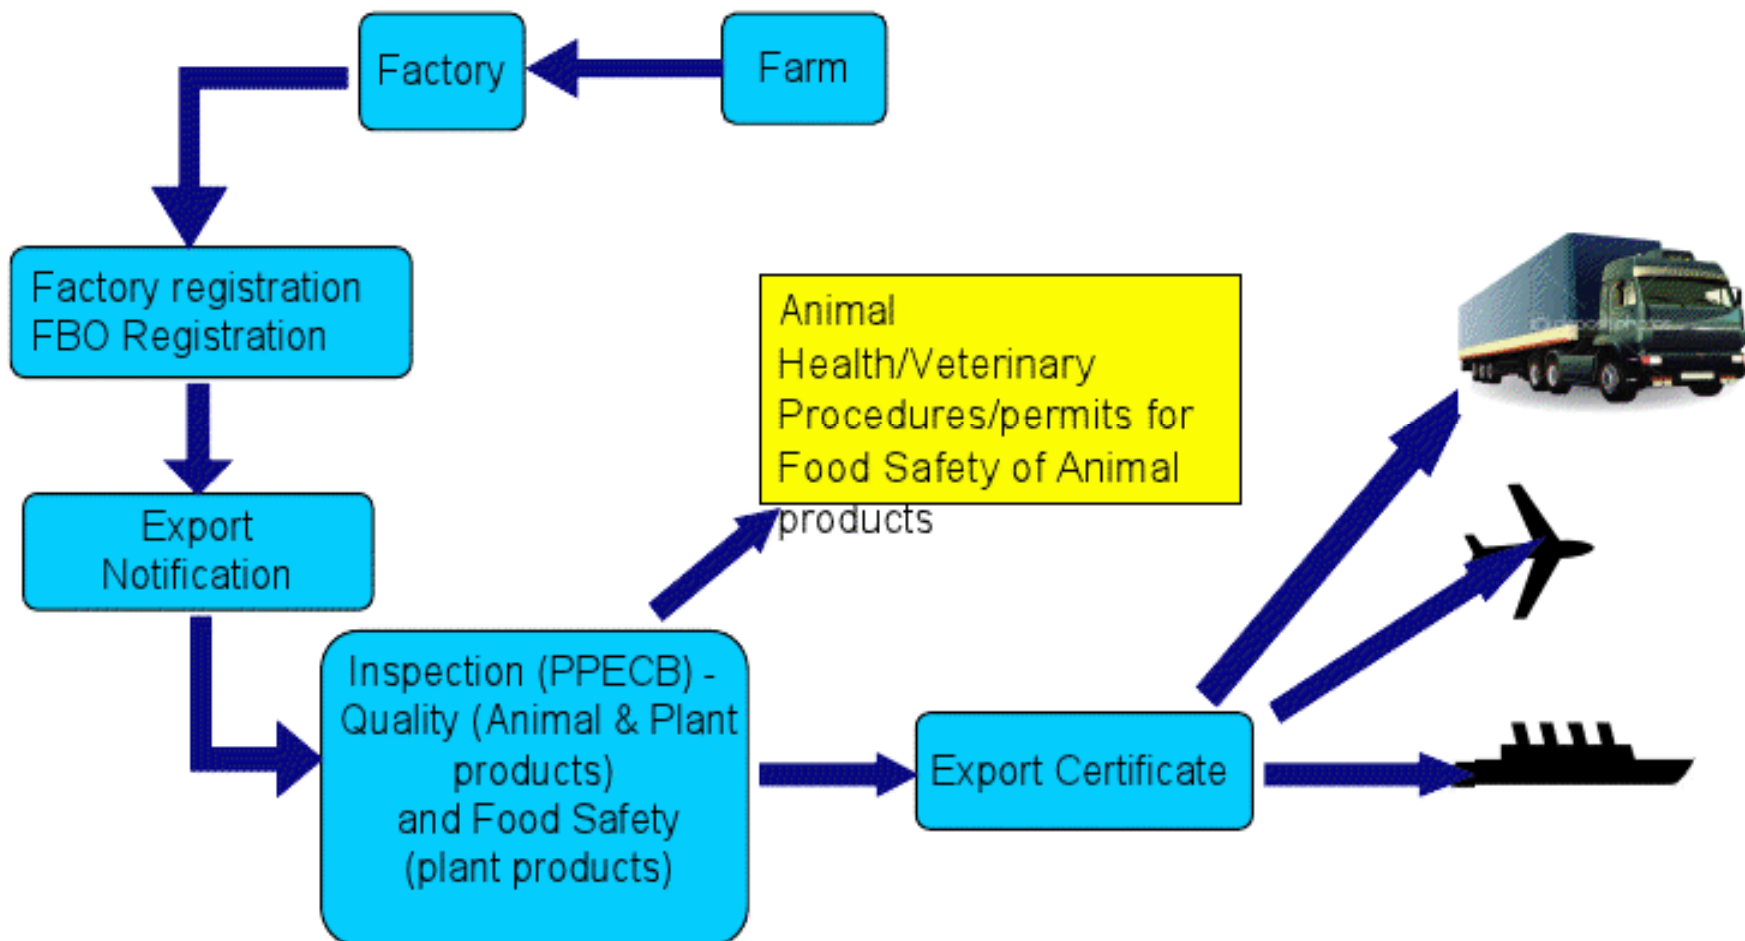 Factory
Farm
Factory registration
FBO Registration
Animal
Health/Veterinary
Procedures/permits for
Food Safety of Animal
products
Export
Notification
Inspection (PPECB) -
Quality (Animal & Plant
products)
and Food Safety
(plant products)
Export Certificate